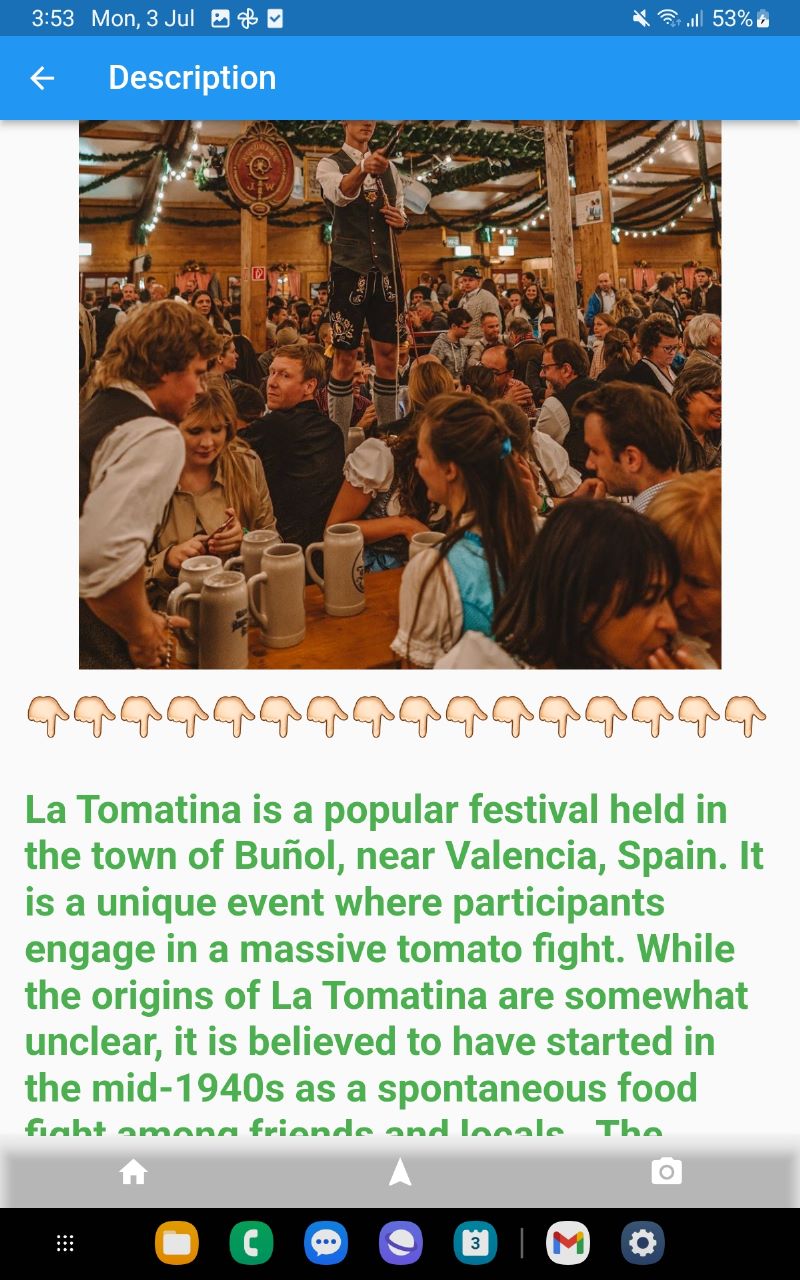 3:53 Mon, 3 Jul 53%
Description
La Tomatina is a popular festival held in
the town of Buñol, near Valencia, Spain. It
is a unique event where participants
engage in a massive tomato fight. While
the origins of La Tomatina are somewhat
unclear, it is believed to have started in
the mid-1940s as a spontaneous food
fight among friends and locals. The
3